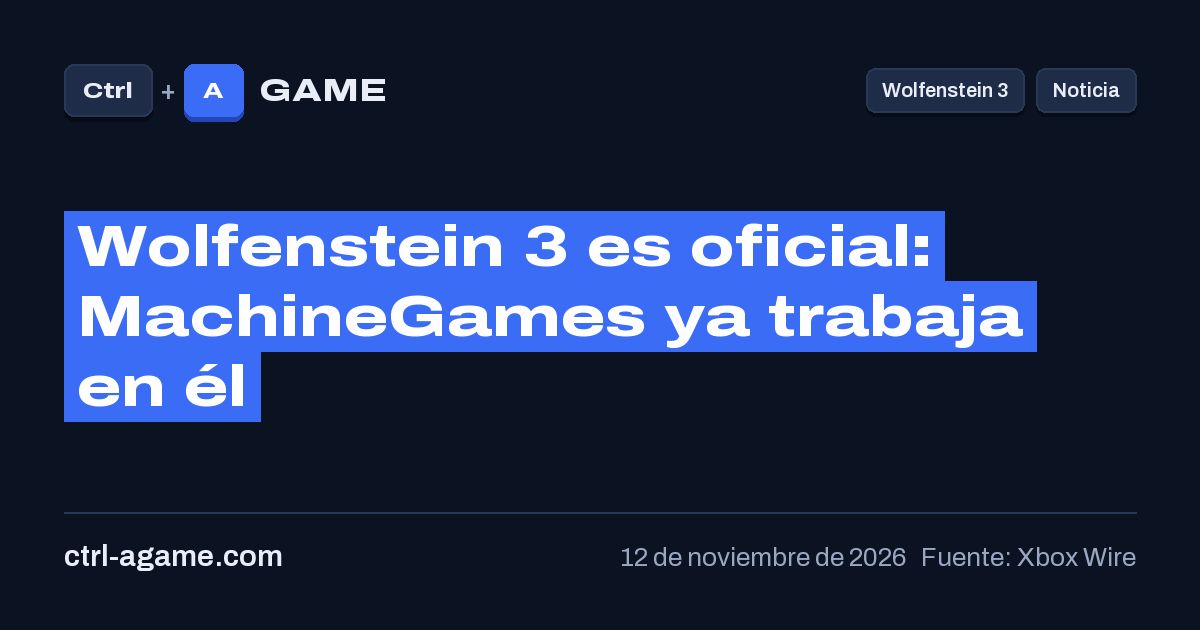 Ctrl + A GAME
Wolfenstein 3 Noticia
Wolfenstein 3 es oficial:
MachineGames ya trabaja
en él
ctrl-agame.com
12 de noviembre de 2026 Fuente: Xbox Wire